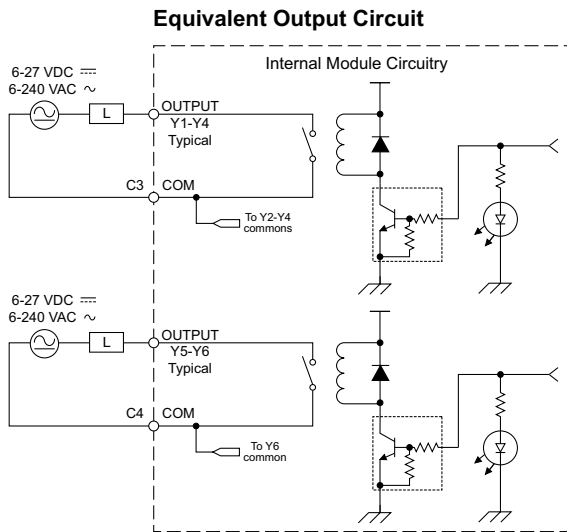 Equivalent Output Circuit
Internal Module Circuitry
6-27 VDC ⎓
6-240 VAC ∿
L
OUTPUT
Y1-Y4
Typical
C3
COM
To Y2-Y4
commons
6-27 VDC ⎓
6-240 VAC ∿
L
OUTPUT
Y5-Y6
Typical
C4
COM
To Y6
common